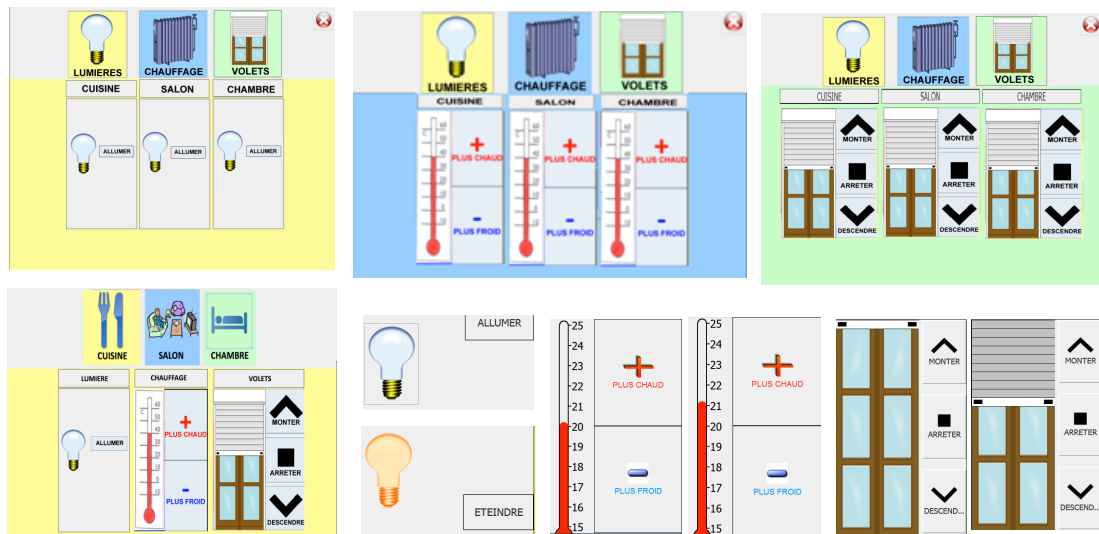 LUMIERES CHAUFFAGE VOLETS
CUISINE SALON CHAMBRE
ALLUMER ALLUMER ALLUMER
LUMIERES CHAUFFAGE VOLETS
CUISINE SALON CHAMBRE
PLUS CHAUD PLUS CHAUD PLUS CHAUD
PLUS FROID PLUS FROID PLUS FROID
LUMIERES CHAUFFAGE VOLETS
CUISINE SALON CHAMBRE
MONTER MONTER MONTER
ARRETER ARRETER ARRETER
DESCENDRE DESCENDRE DESCENDRE
CUISINE SALON CHAMBRE
LUMIERE CHAUFFAGE VOLETS
ALLUMER
PLUS CHAUD
PLUS FROID
MONTER
ARRETER
DESCENDRE
ALLUMER
ETEINDRE
25
24
23
22
21
20
19
18
17
16
15
PLUS CHAUD
PLUS FROID
25
24
23
22
21
20
19
18
17
16
15
PLUS CHAUD
PLUS FROID
MONTER
ARRETER
DESCEND...
MONTER
ARRETER
DESCEND...